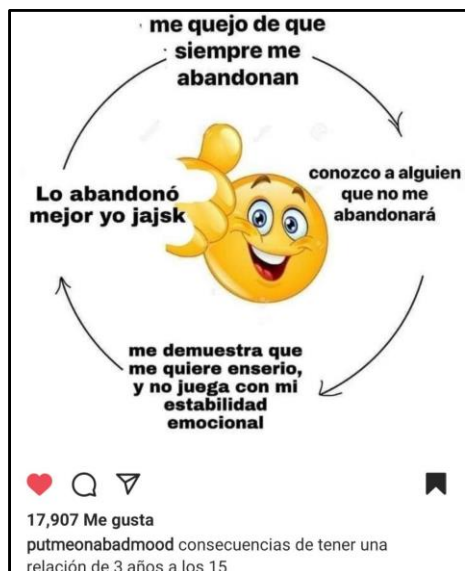 me quejo de que
siempre me
abandonan
conozco a alguien
que no me
abandonará
me demuestra que
me quiere enserio,
y no juega con mi
estabilidad
emocional
Lo abandonó
mejor yo jajsk
17,907 Me gusta
putmeonabadmood consecuencias de tener una
relación de 3 años a los 15